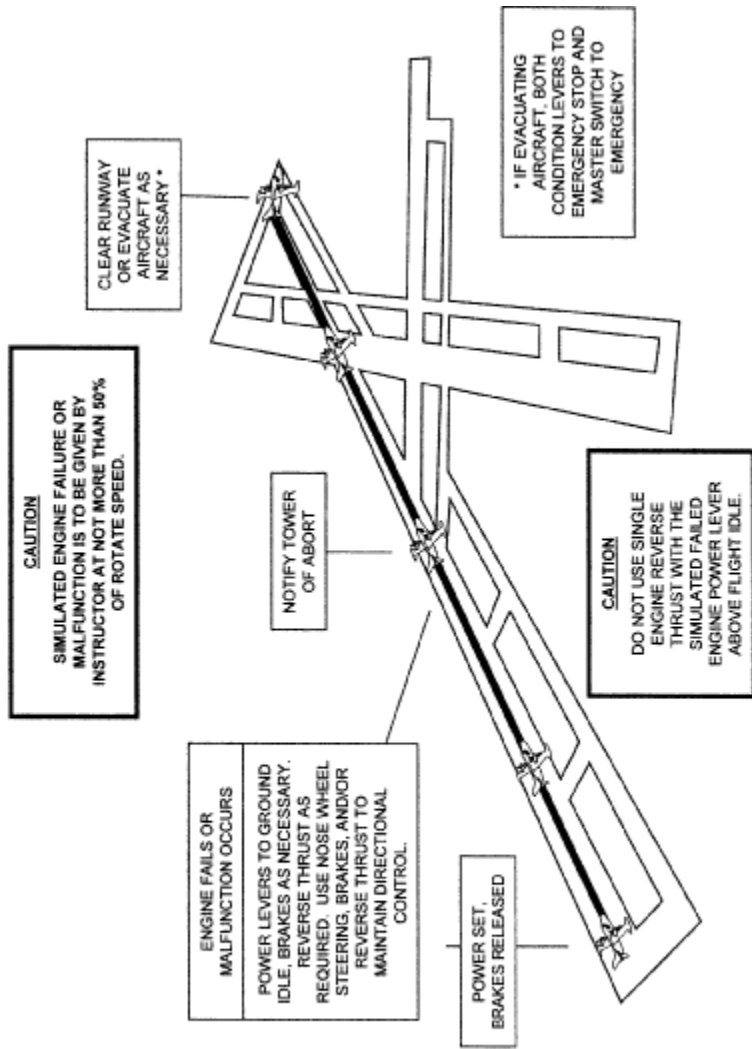 CAUTION
SIMULATED ENGINE FAILURE OR
MALFUNCTION IS TO BE GIVEN BY
INSTRUCTOR AT NOT MORE THAN 50%
OF ROTATE SPEED.
CLEAR RUNWAY
OR EVACUATE
AIRCRAFT AS
NECESSARY *
NOTIFY TOWER
OF ABORT
ENGINE FAILS OR
MALFUNCTION OCCURS
POWER LEVERS TO GROUND
IDLE, BRAKES AS NECESSARY.
REVERSE THRUST AS
REQUIRED. USE NOSE WHEEL
STEERING, BRAKES, AND/OR
REVERSE THRUST TO
MAINTAIN DIRECTIONAL
CONTROL.
POWER SET,
BRAKES RELEASED
CAUTION
DO NOT USE SINGLE
ENGINE REVERSE
THRUST WITH THE
SIMULATED FAILED
ENGINE POWER LEVER
ABOVE FLIGHT IDLE.
* IF EVACUATING
AIRCRAFT, BOTH
CONDITION LEVERS TO
EMERGENCY STOP AND
MASTER SWITCH TO
EMERGENCY